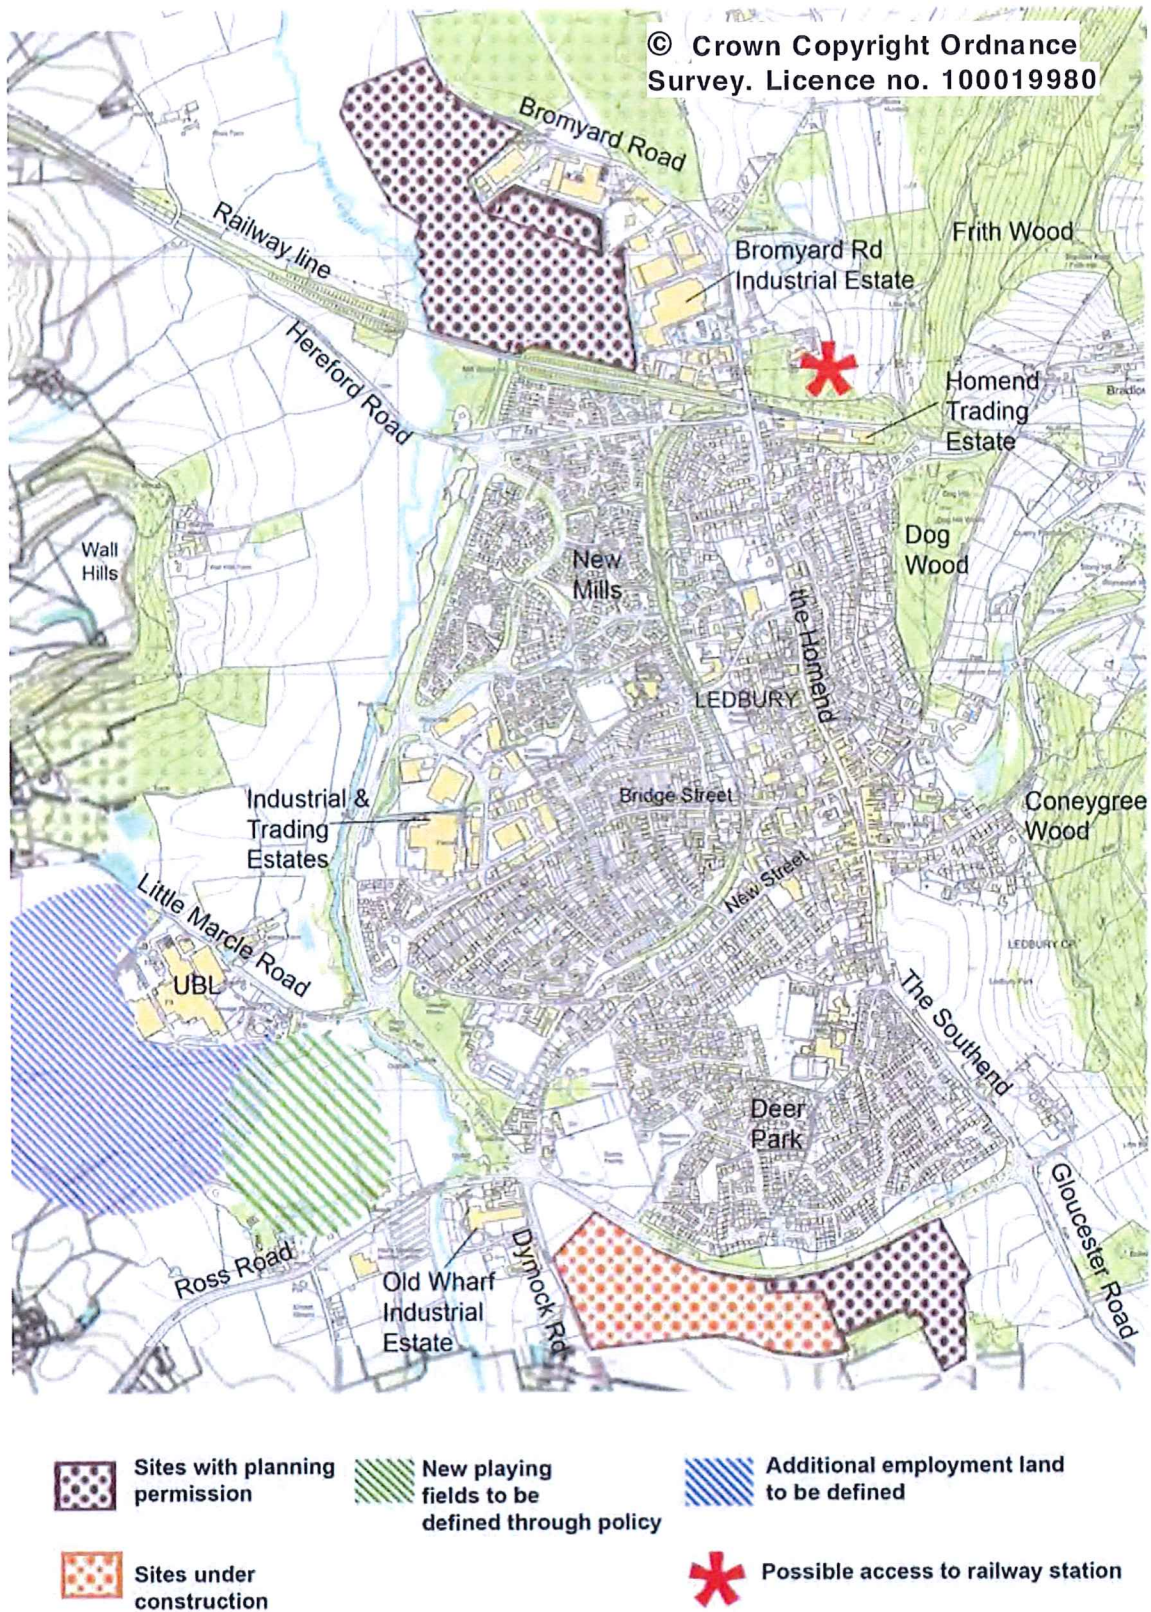 © Crown Copyright Ordnance
Survey. Licence no. 100019980
Bromyard Road
Railway line
Frith Wood
Bromyard Rd
Industrial Estate
Hereford Road
Homend
Trading
Estate
Wall
Hills
New
Mills
Dog
Wood
the Homend
LEDBURY
Industrial &
Trading
Estates
Bridge Street
Coneygree
Wood
New Street
Little Marcle Road
UBL
LEDBURY CP
The Southend
Deer
Park
Gloucester Road
Ross Road
Dymock Rd
Old Wharf
Industrial
Estate
Sites with planning
permission
New playing
fields to be
defined through policy
Additional employment land
to be defined
Sites under
construction
Possible access to railway station